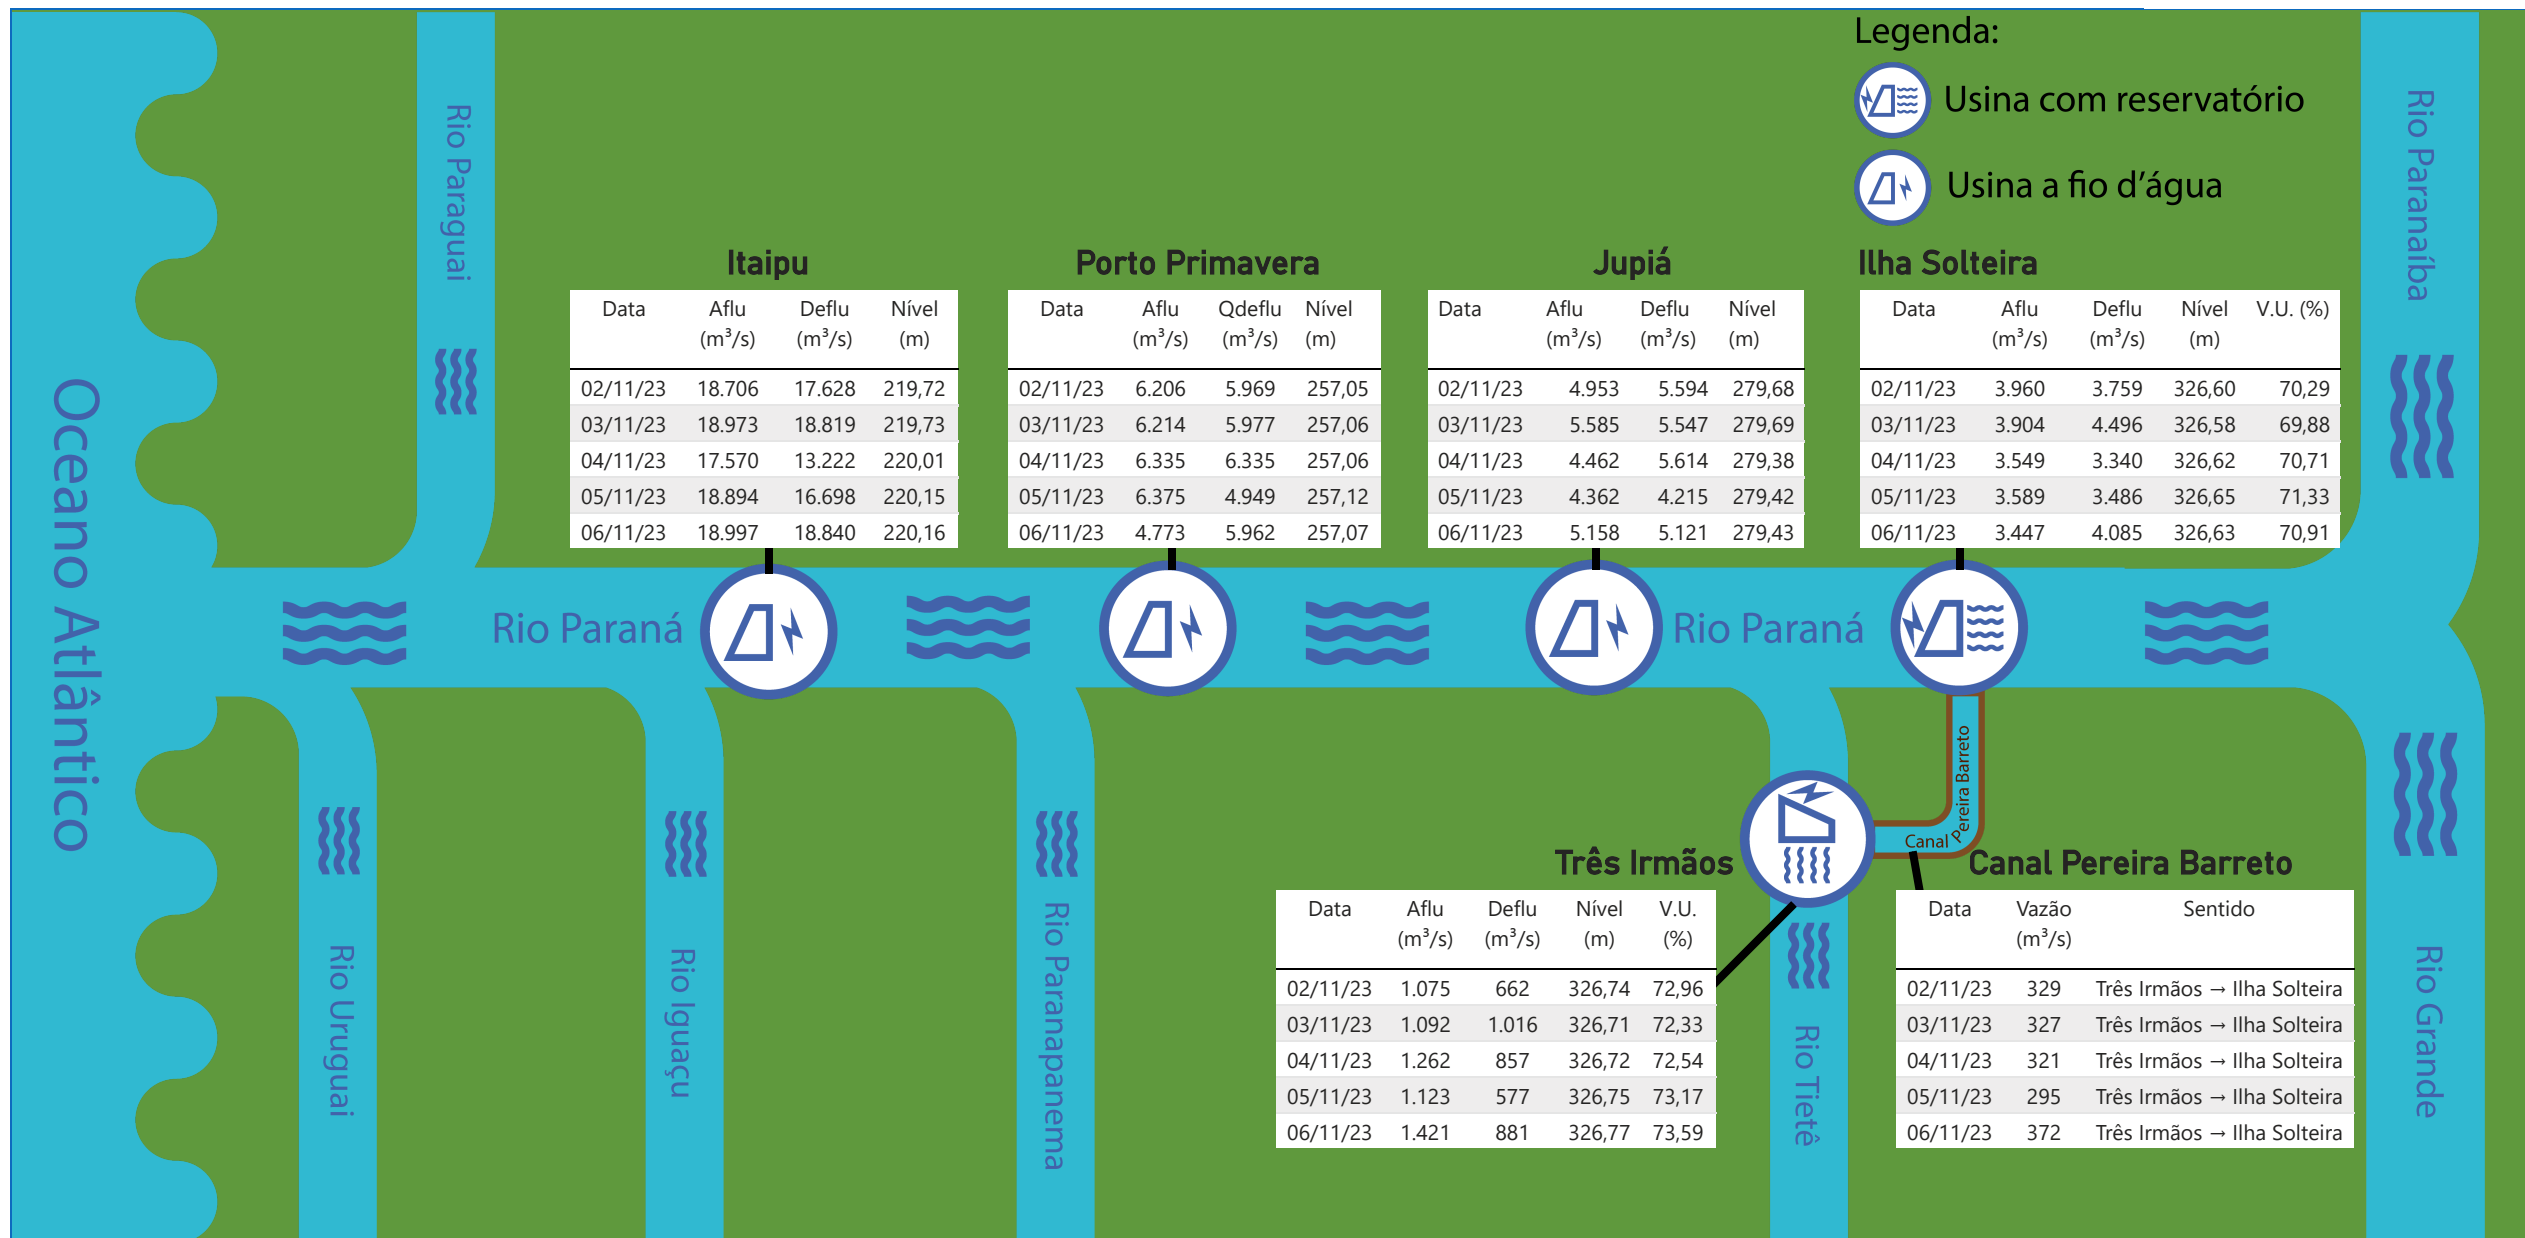 Legenda:
Usina com reservatório
Usina a fio d'água
Oceano Atlântico
Rio Paraguai
Rio Paranaíba
Itaipu
Data Aflu (m³/s) Deflu (m³/s) Nível (m)
02/11/23 18.706 17.628 219,72
03/11/23 18.973 18.819 219,73
04/11/23 17.570 13.222 220,01
05/11/23 18.894 16.698 220,15
06/11/23 18.997 18.840 220,16
Porto Primavera
Data Aflu (m³/s) Qdeflu (m³/s) Nível (m)
02/11/23 6.206 5.969 257,05
03/11/23 6.214 5.977 257,06
04/11/23 6.335 6.335 257,06
05/11/23 6.375 4.949 257,12
06/11/23 4.773 5.962 257,07
Jupiá
Data Aflu (m³/s) Deflu (m³/s) Nível (m)
02/11/23 4.953 5.594 279,68
03/11/23 5.585 5.547 279,69
04/11/23 4.462 5.614 279,38
05/11/23 4.362 4.215 279,42
06/11/23 5.158 5.121 279,43
Ilha Solteira
Data Aflu (m³/s) Deflu (m³/s) Nível (m) V.U. (%)
02/11/23 3.960 3.759 326,60 70,29
03/11/23 3.904 4.496 326,58 69,88
04/11/23 3.549 3.340 326,62 70,71
05/11/23 3.589 3.486 326,65 71,33
06/11/23 3.447 4.085 326,63 70,91
Rio Paraná
Rio Paraná
Canal Pereira Barreto
Três Irmãos
Data Aflu (m³/s) Deflu (m³/s) Nível (m) V.U. (%)
02/11/23 1.075 662 326,74 72,96
03/11/23 1.092 1.016 326,71 72,33
04/11/23 1.262 857 326,72 72,54
05/11/23 1.123 577 326,75 73,17
06/11/23 1.421 881 326,77 73,59
Canal Pereira Barreto
Data Vazão (m³/s) Sentido
02/11/23 329 Três Irmãos → Ilha Solteira
03/11/23 327 Três Irmãos → Ilha Solteira
04/11/23 321 Três Irmãos → Ilha Solteira
05/11/23 295 Três Irmãos → Ilha Solteira
06/11/23 372 Três Irmãos → Ilha Solteira
Rio Uruguai
Rio Iguaçu
Rio Paranapanema
Rio Tietê
Rio Grande